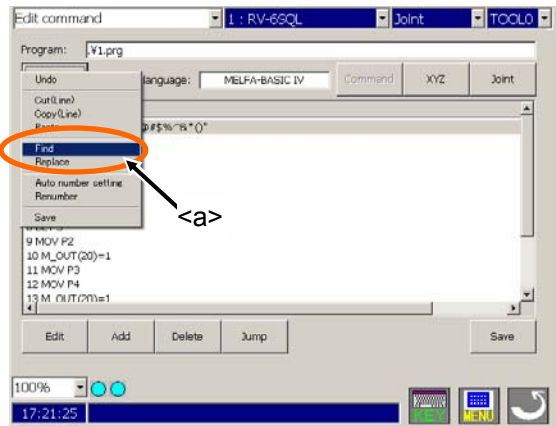 Edit command 1 : RV-6SQL Joint TOOL0
Program: .¥1.prg
language: MELFA-BASIC IV Command XYZ Joint
Undo
Cut(Line)
Copy(Line)
Find
Replace
Auto number setting
Renumber
Save
<a>
9 MOV P2
10 M_OUT(20)=1
11 MOV P3
12 MOV P4
13 M_OUT(20)=1
Edit Add Delete Jump Save
100%
17:21:25 KEY MENU